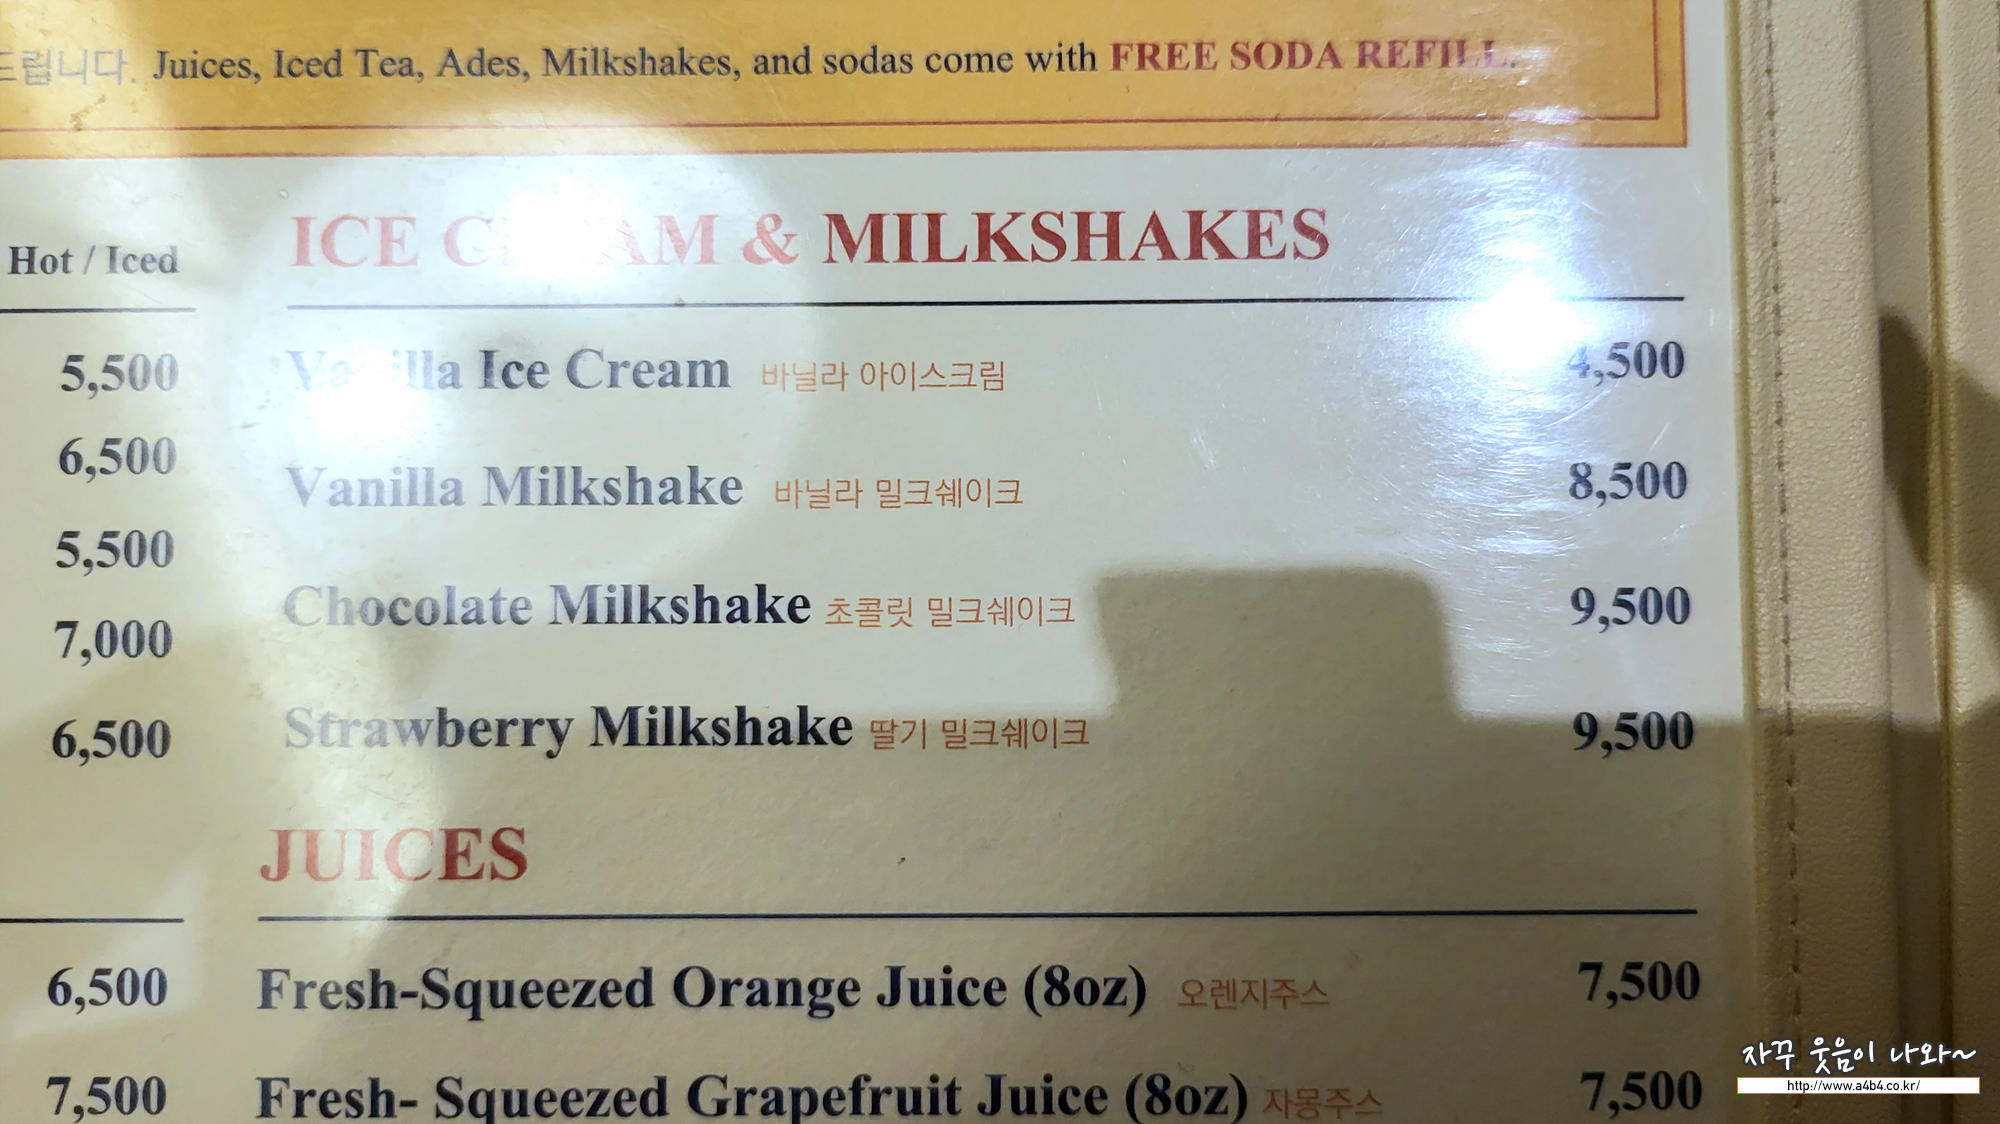 드립니다. Juices, Iced Tea, Ades, Milkshakes, and sodas come with FREE SODA REFILL.
Hot / Iced
5,500
6,500
5,500
7,000
6,500
6,500
7,500
ICE CREAM & MILKSHAKES
Vanilla Ice Cream 바닐라 아이스크림 4,500
Vanilla Milkshake 바닐라 밀크쉐이크 8,500
Chocolate Milkshake 초콜릿 밀크쉐이크 9,500
Strawberry Milkshake 딸기 밀크쉐이크 9,500
JUICES
Fresh-Squeezed Orange Juice (8oz) 오렌지주스 7,500
Fresh- Squeezed Grapefruit Juice (8oz) 자몽주스 7,500
자꾸 웃음이 나와~
http://www.a4b4.co.kr/